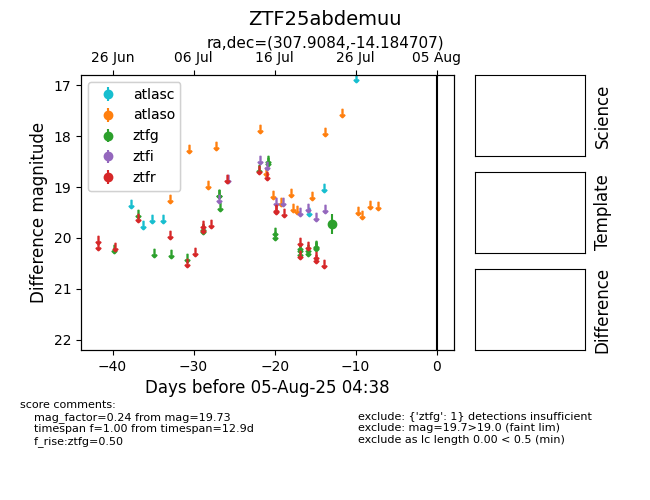 ZTF25abdemuu
ra,dec=(307.9084,-14.184707)
26 Jun 06 Jul 16 Jul 26 Jul 05 Aug
17
18
19
20
21
22
Difference magnitude
atlasc
atlaso
ztfg
ztfi
ztfr
−40 −30 −20 −10 0
Days before 05-Aug-25 04:38
Science
Template
Difference
score comments:
mag_factor=0.24 from mag=19.73
timespan f=1.00 from timespan=12.9d
f_rise:ztfg=0.50
exclude: {'ztfg': 1} detections insufficient
exclude: mag=19.7>19.0 (faint lim)
exclude as lc length 0.00 < 0.5 (min)